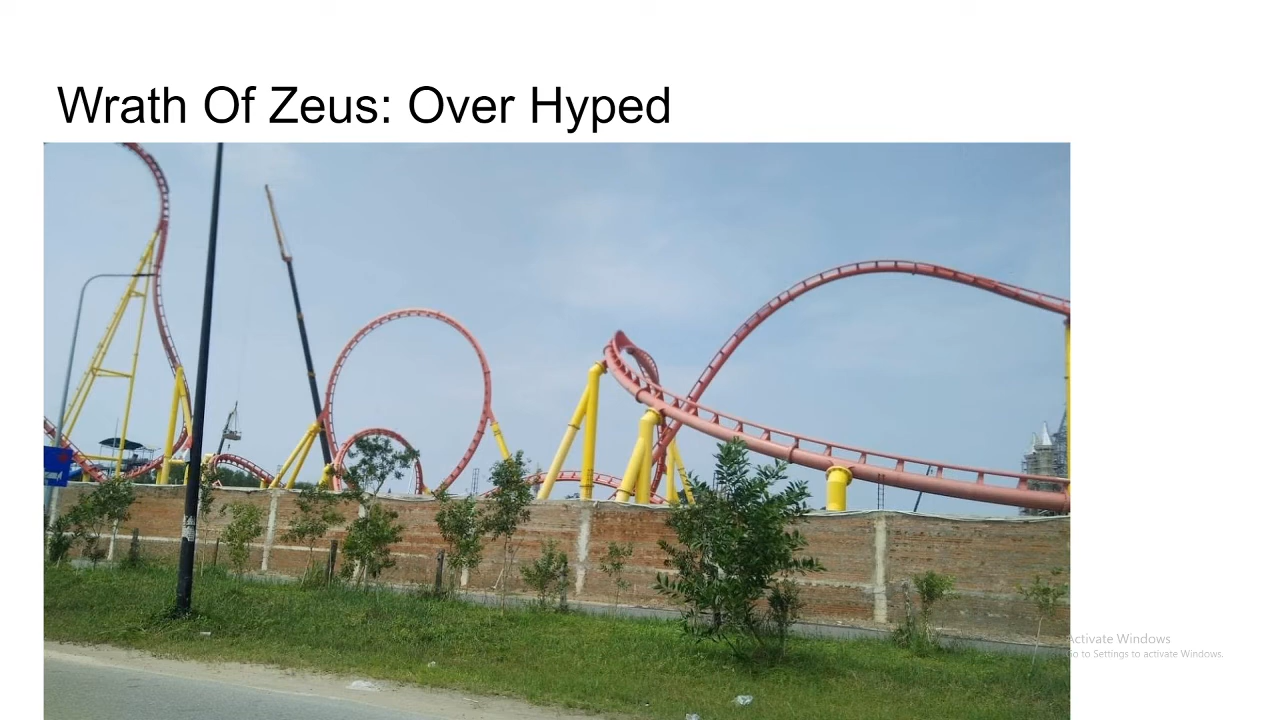 Wrath Of Zeus: Over Hyped
Activate Windows
Go to Settings to activate Windows.